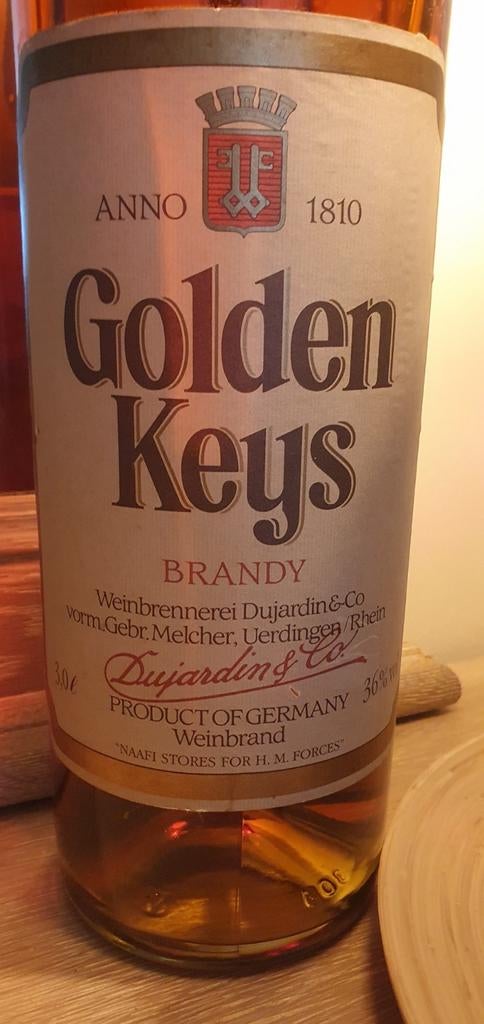 ANNO 1810
Golden
Keys
BRANDY
Weinbrennerei Dujardin & Co
vorm. Gebr. Melcher, Uerdingen/Rhein
Dujardin & Co.
3,0ℓ
36%
PRODUCT OF GERMANY
Weinbrand
"NAAFI STORES FOR H. M. FORCES"